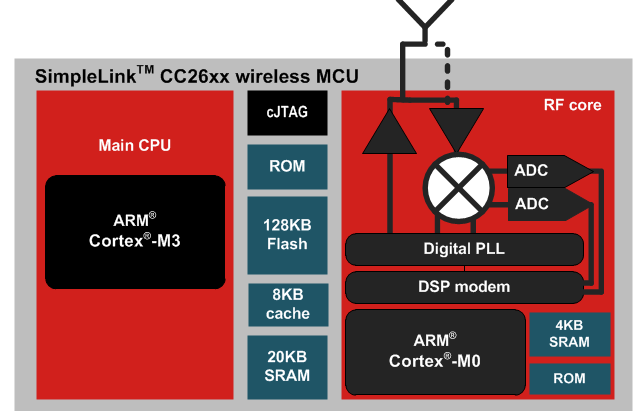 SimpleLink™ CC26xx wireless MCU
Main CPU
ARM®
Cortex®-M3
cJTAG
ROM
128KB
Flash
8KB
cache
20KB
SRAM
RF core
ADC
ADC
Digital PLL
DSP modem
ARM®
Cortex®-M0
4KB
SRAM
ROM